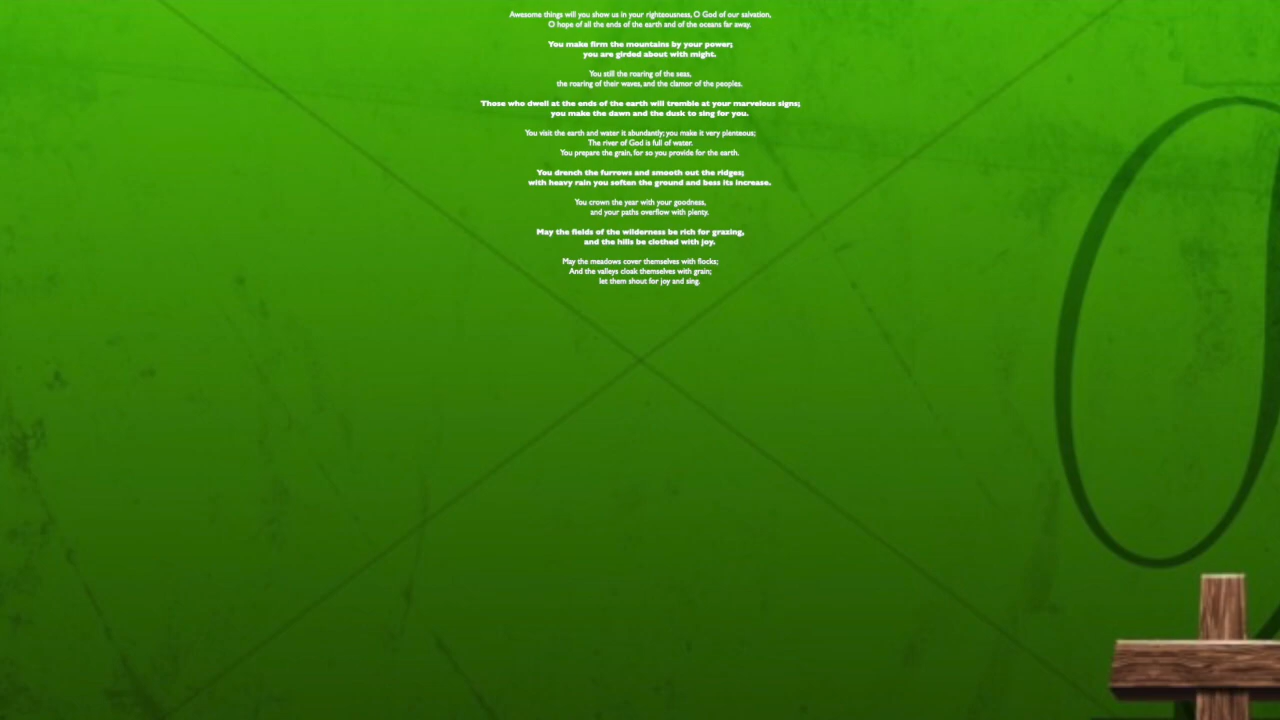 Awesome things will you show us in your righteousness, O God of our salvation,
O hope of all the ends of the earth and of the oceans far away.
You make firm the mountains by your power;
you are girded about with might.
You still the roaring of the seas,
the roaring of their waves, and the clamor of the peoples.
Those who dwell at the ends of the earth will tremble at your marvelous signs;
you make the dawn and the dusk to sing for you.
You visit the earth and water it abundantly; you make it very plenteous;
The river of God is full of water.
You prepare the grain, for so you provide for the earth.
You drench the furrows and smooth out the ridges;
with heavy rain you soften the ground and bess its increase.
You crown the year with your goodness,
and your paths overflow with plenty.
May the fields of the wilderness be rich for grazing,
and the hills be clothed with joy.
May the meadows cover themselves with flocks;
And the valleys cloak themselves with grain;
let them shout for joy and sing.